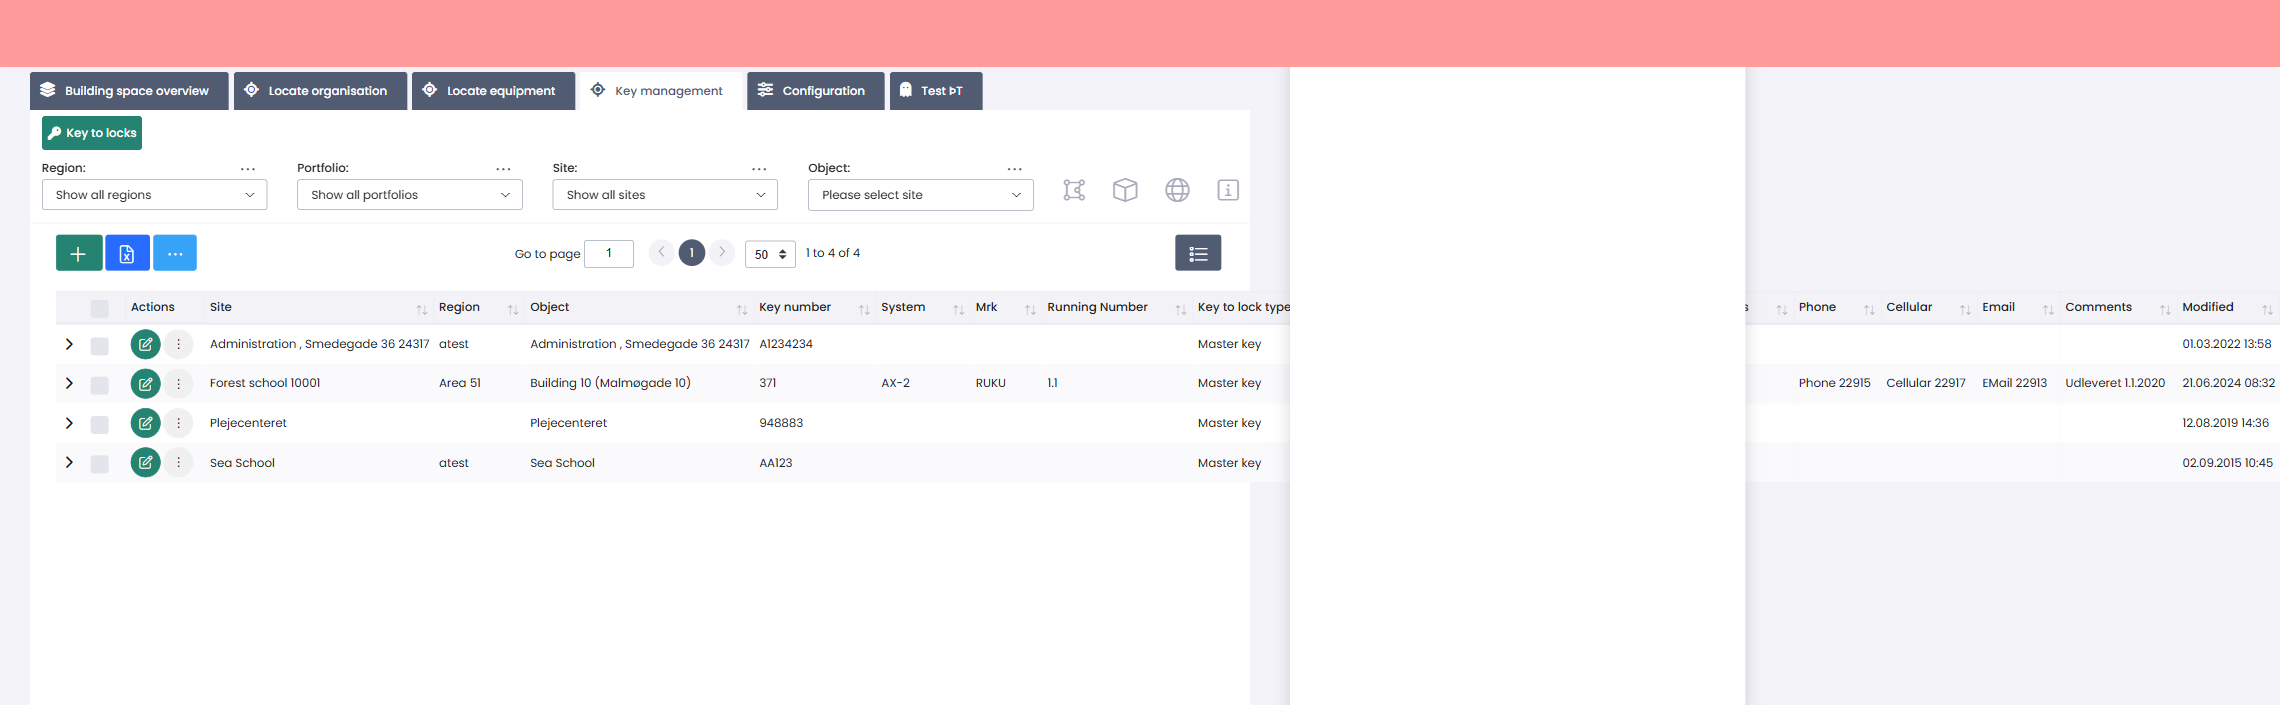 Building space overview Locate organisation Locate equipment Key management Configuration Test ÞT
Key to locks
Region: ... Portfolio: ... Site: ... Object: ...
Show all regions Show all portfolios Show all sites Please select site
Go to page 1 1 50 1 to 4 of 4
Actions Site Region Object Key number System Mrk Running Number Key to lock type s Phone Cellular Email Comments Modified
Administration , Smedegade 36 24317 atest Administration , Smedegade 36 24317 A1234234 Master key 01.03.2022 13:58
Forest school 10001 Area 51 Building 10 (Malmøgade 10) 371 AX-2 RUKU 1.1 Master key Phone 22915 Cellular 22917 EMail 22913 Udleveret 1.1.2020 21.06.2024 08:32
Plejecenteret Plejecenteret 948883 Master key 12.08.2019 14:36
Sea School atest Sea School AA123 Master key 02.09.2015 10:45